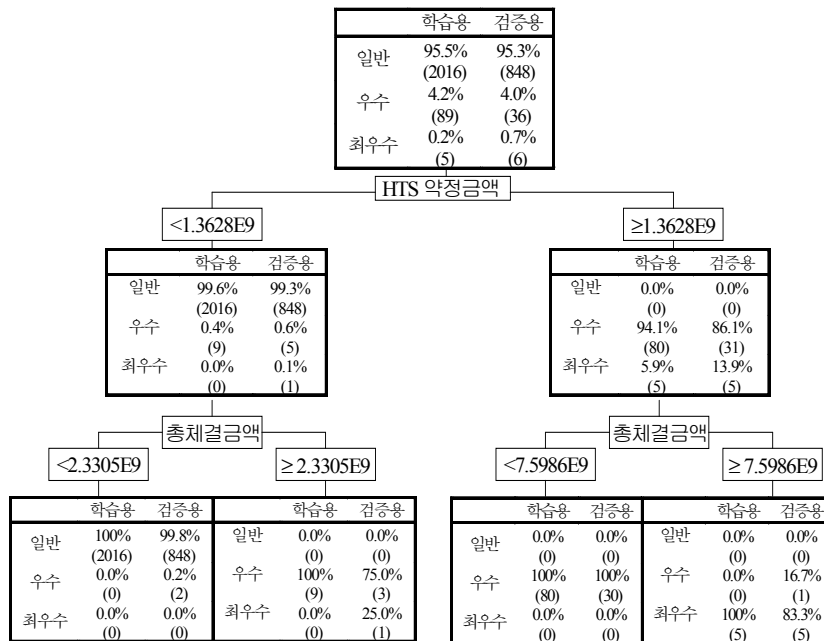 학습용 검증용
일반 95.5% 95.3%
(2016) (848)
우수 4.2% 4.0%
(89) (36)
최우수 0.2% 0.7%
(5) (6)
HTS 약정금액
<1.3628E9 ≥1.3628E9
학습용 검증용
일반 99.6% 99.3%
(2016) (848)
우수 0.4% 0.6%
(9) (5)
최우수 0.0% 0.1%
(0) (1)
학습용 검증용
일반 0.0% 0.0%
(0) (0)
우수 94.1% 86.1%
(80) (31)
최우수 5.9% 13.9%
(5) (5)
총체결금액
<2.3305E9 ≥2.3305E9
총체결금액
<7.5986E9 ≥7.5986E9
학습용 검증용
일반 100% 99.8%
(2016) (848)
우수 0.0% 0.2%
(0) (2)
최우수 0.0% 0.0%
(0) (0)
학습용 검증용
일반 0.0% 0.0%
(0) (0)
우수 100% 75.0%
(9) (3)
최우수 0.0% 25.0%
(0) (1)
학습용 검증용
일반 0.0% 0.0%
(0) (0)
우수 100% 100%
(80) (30)
최우수 0.0% 0.0%
(0) (0)
학습용 검증용
일반 0.0% 0.0%
(0) (0)
우수 0.0% 16.7%
(0) (1)
최우수 100% 83.3%
(5) (5)